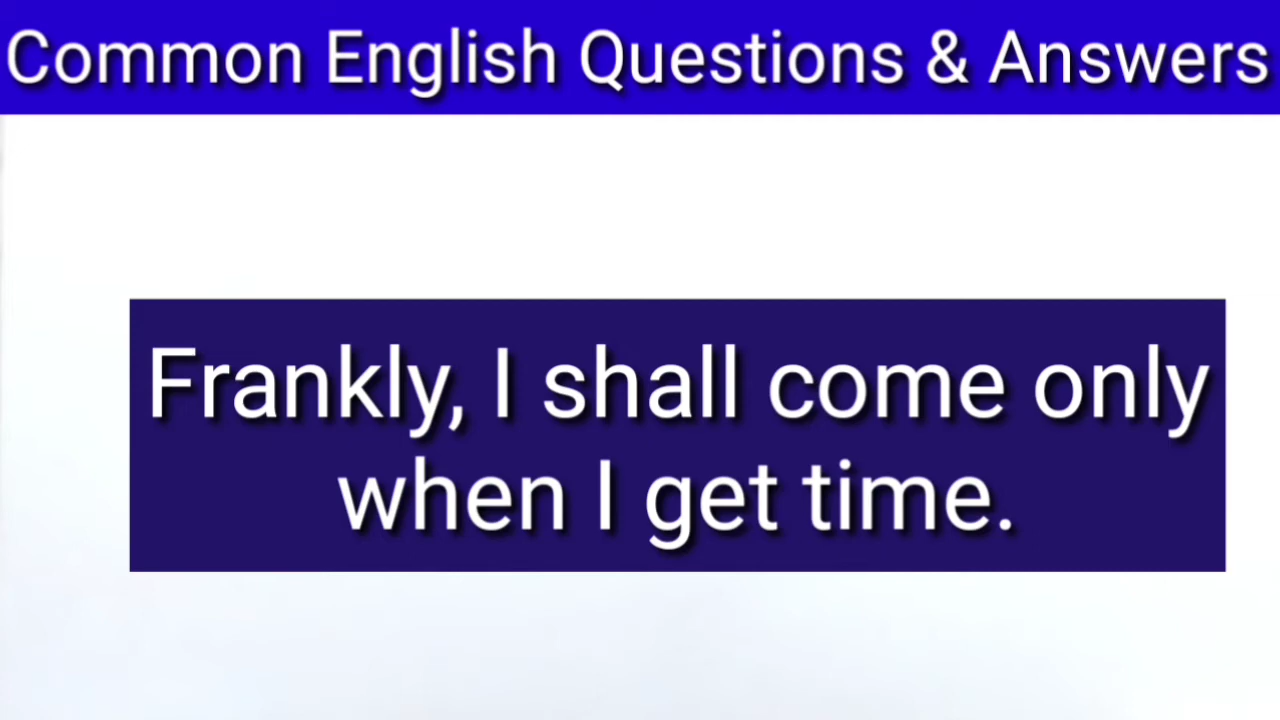 Common English Questions & Answers
Frankly, I shall come only
when I get time.